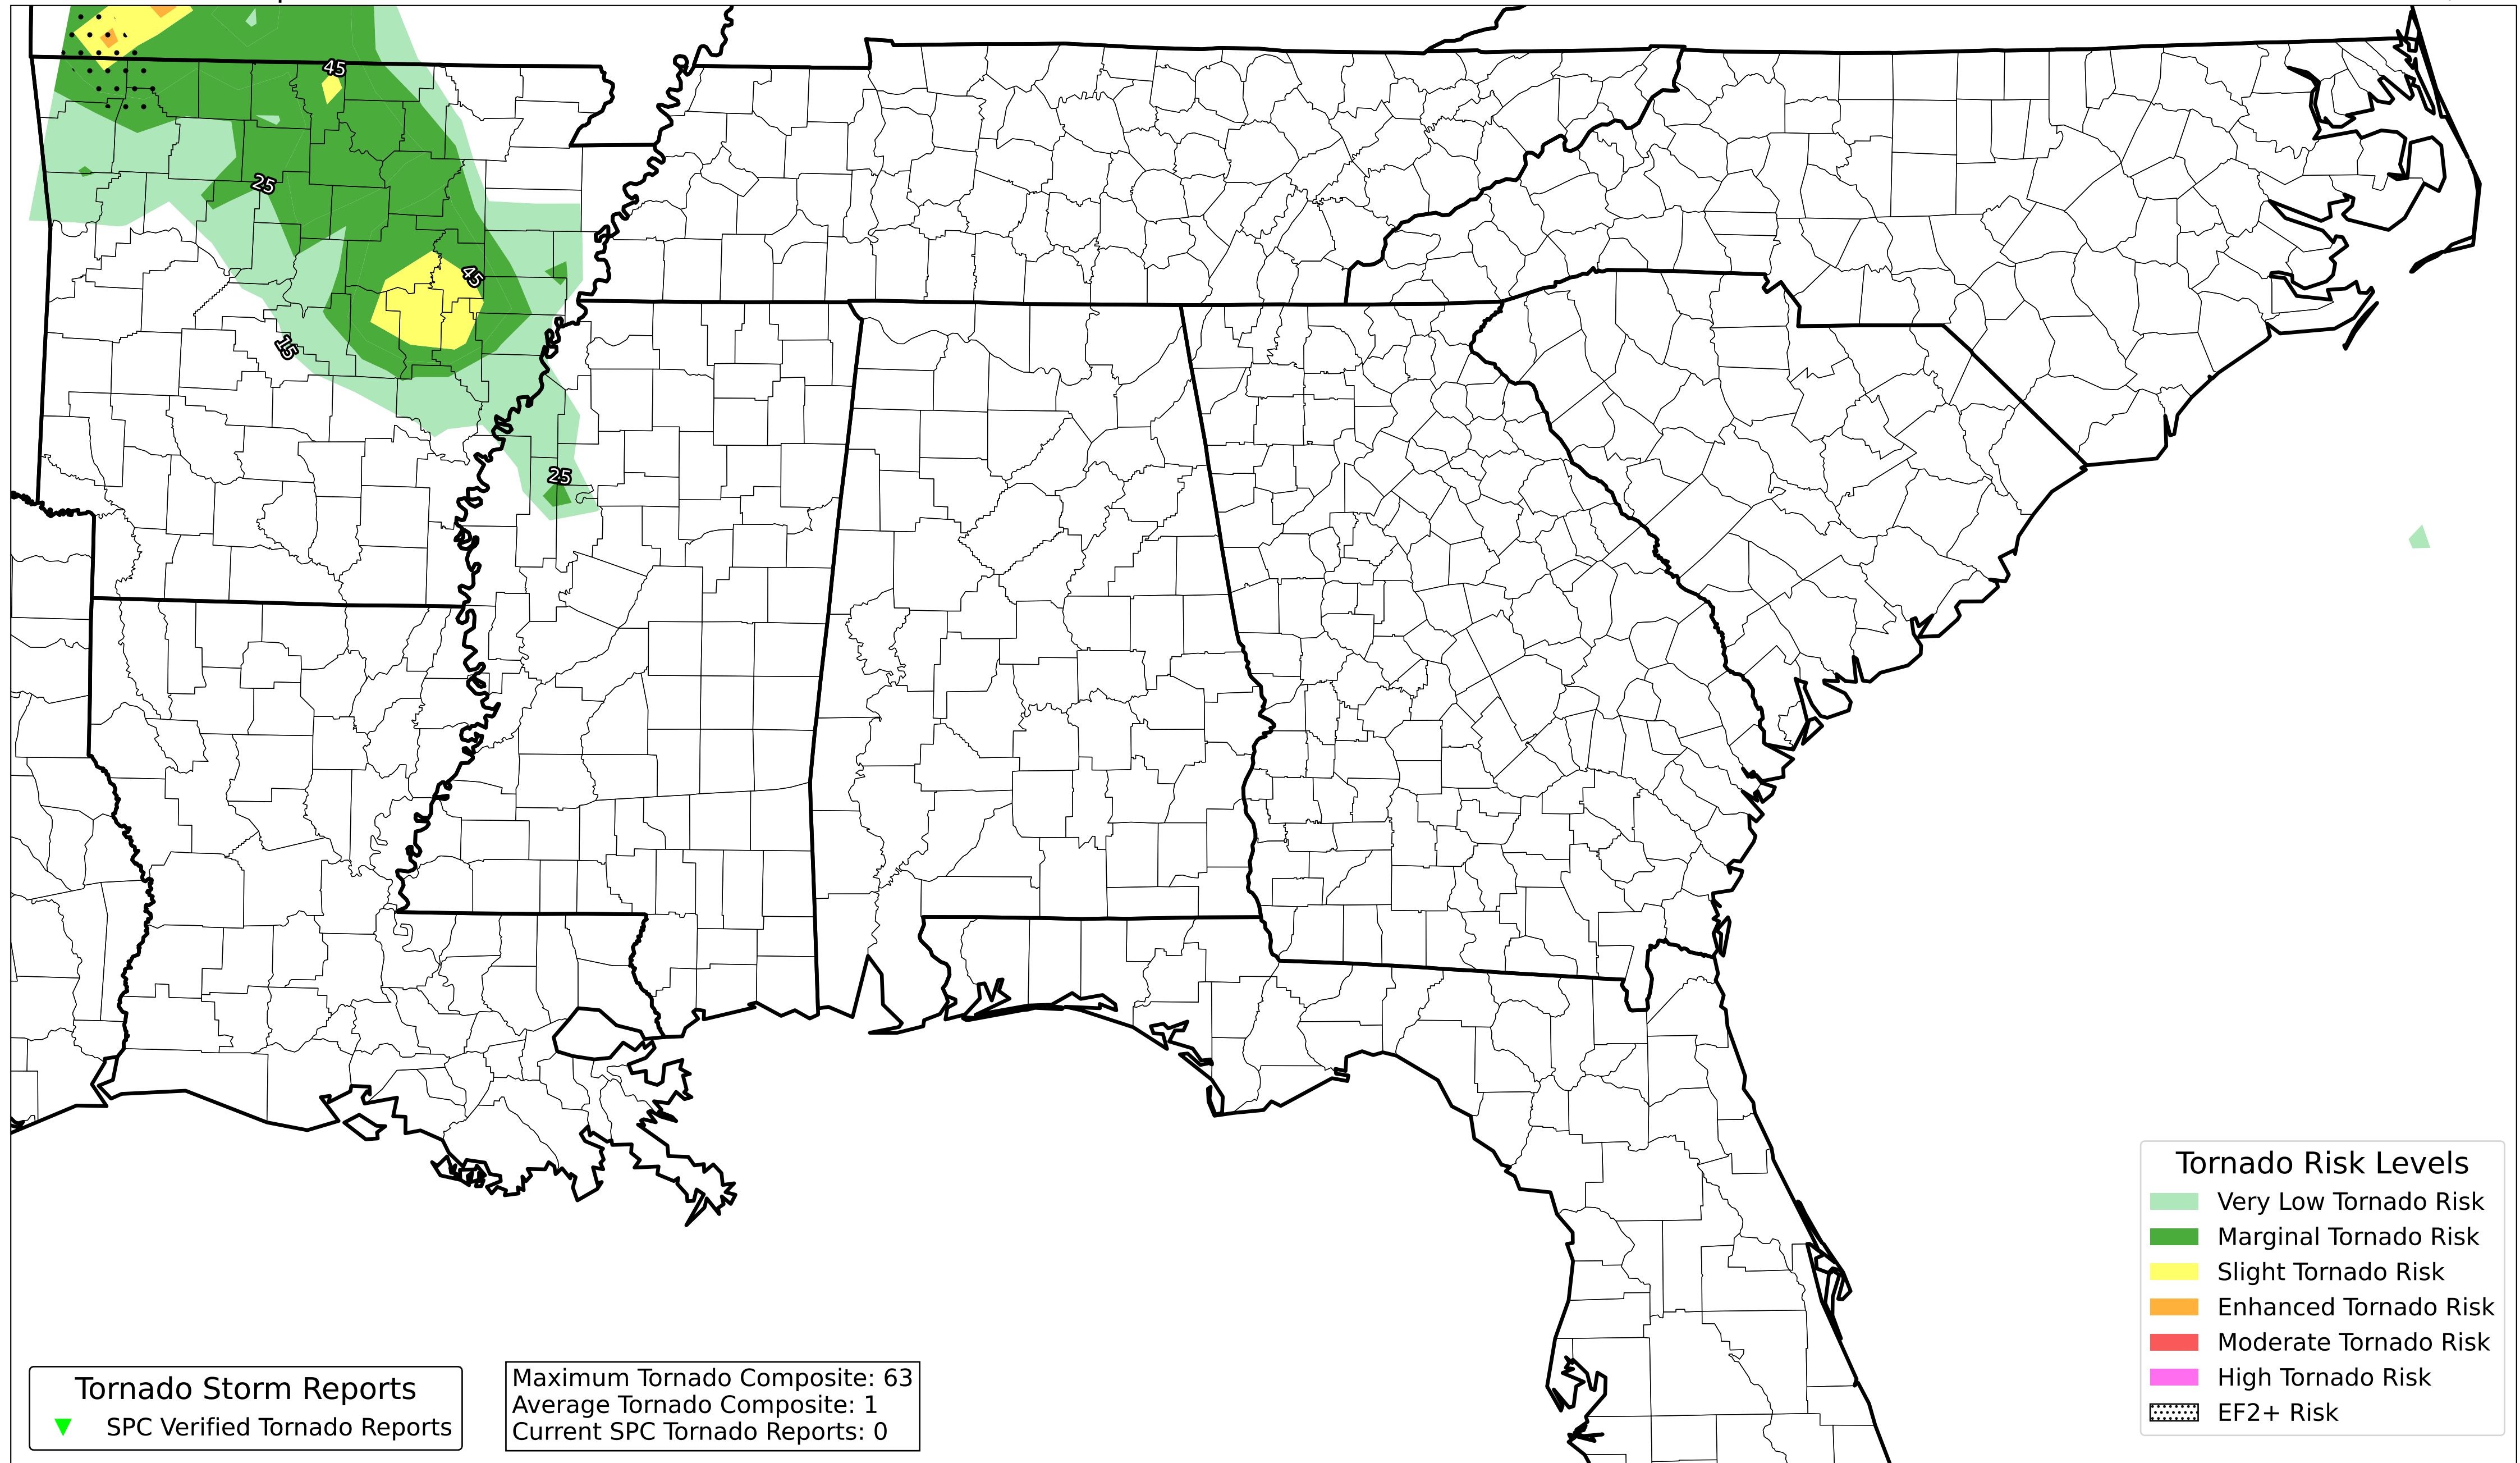 45
25
45
15
25
Tornado Risk Levels
Very Low Tornado Risk
Marginal Tornado Risk
Slight Tornado Risk
Enhanced Tornado Risk
Moderate Tornado Risk
High Tornado Risk
EF2+ Risk
Tornado Storm Reports
SPC Verified Tornado Reports
Maximum Tornado Composite: 63
Average Tornado Composite: 1
Current SPC Tornado Reports: 0